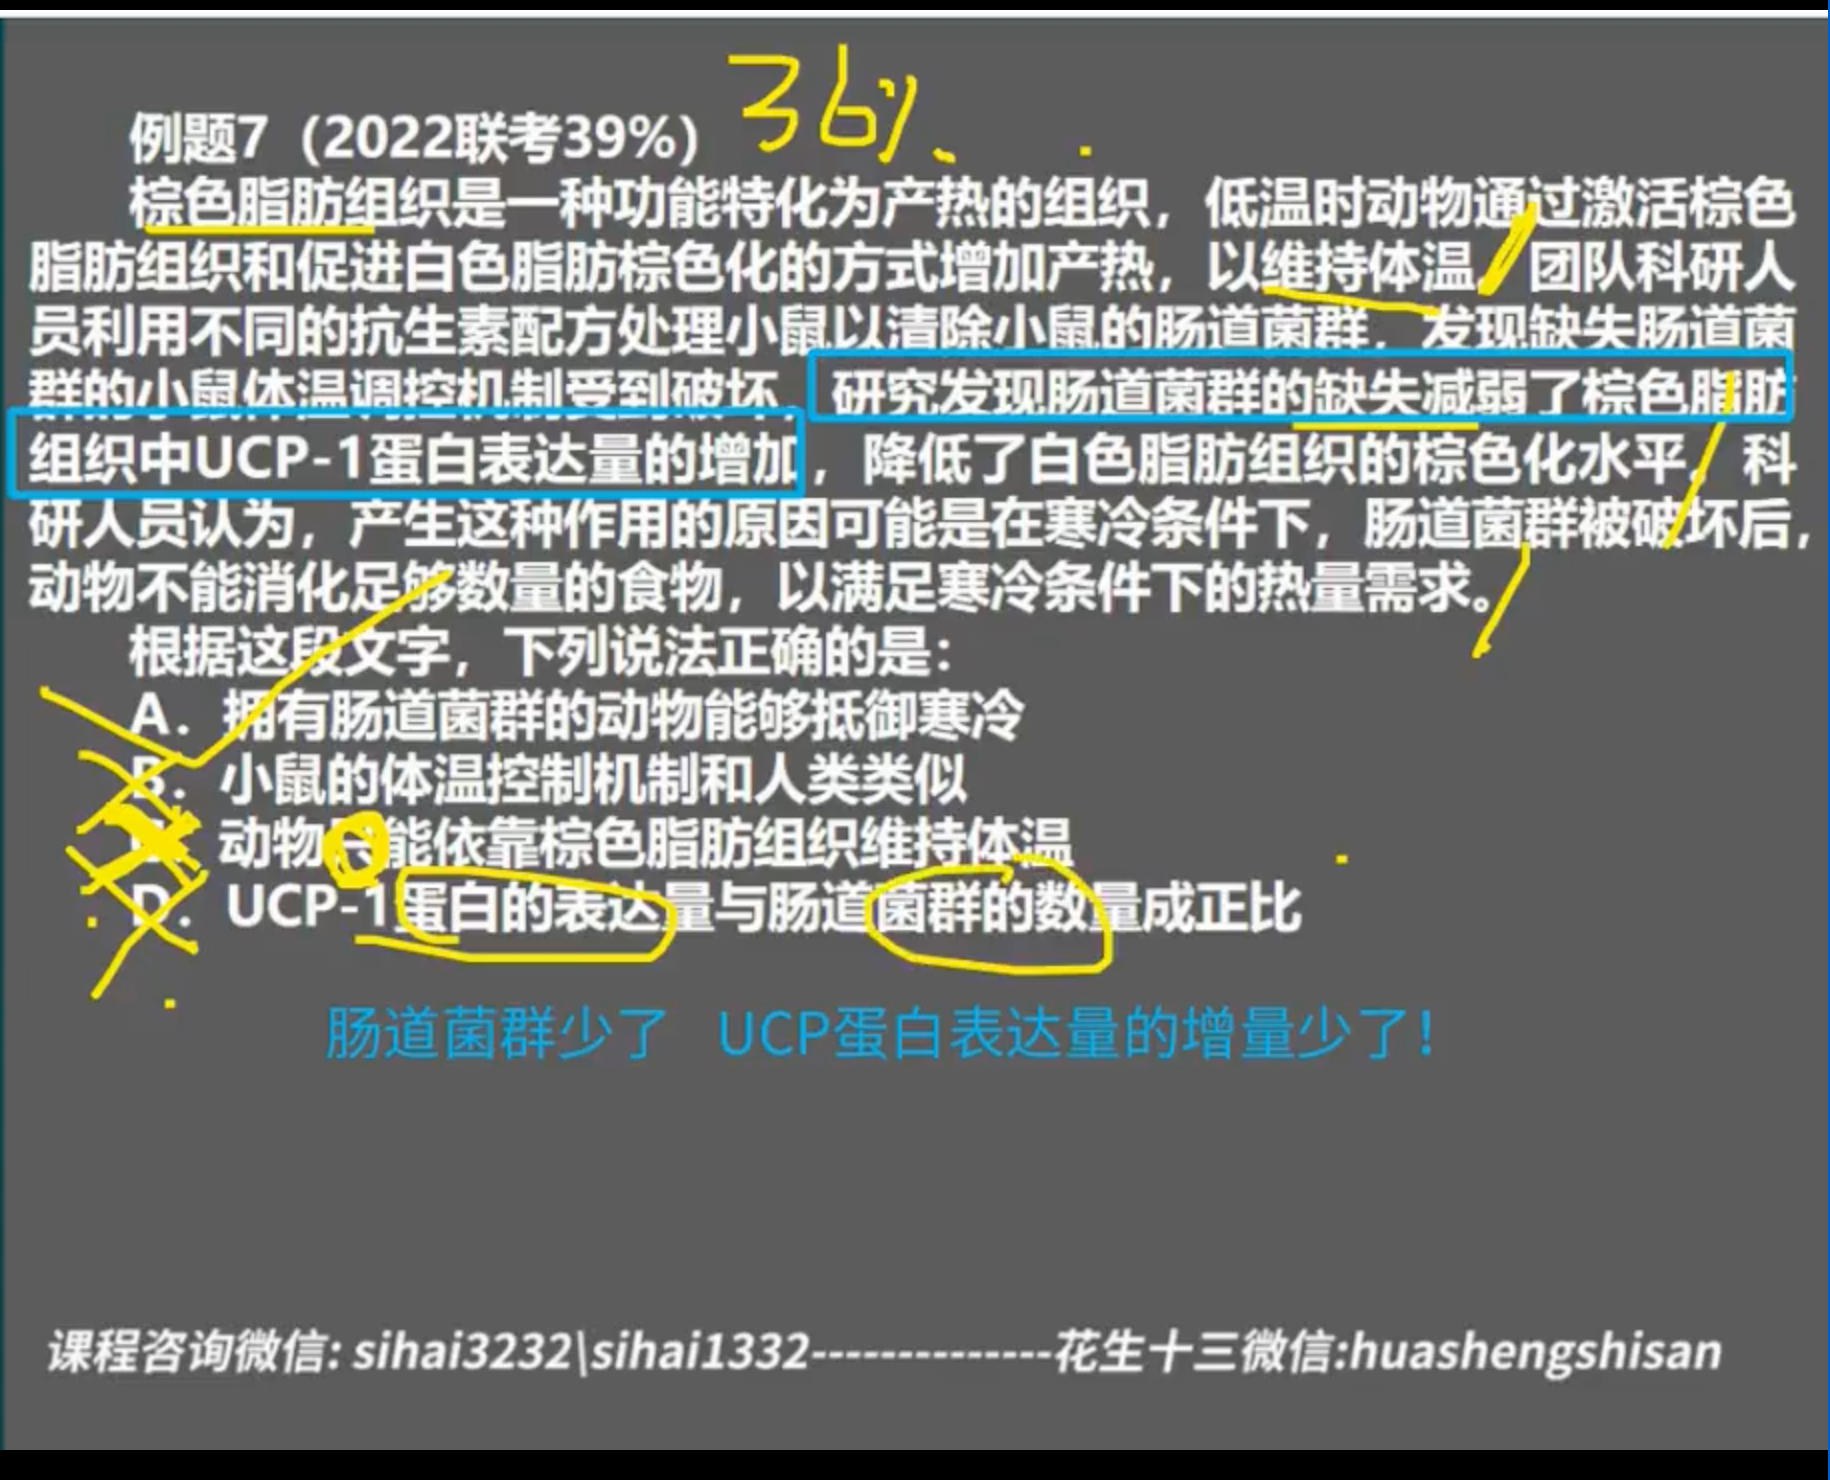 36%
例题7（2022联考39%）
棕色脂肪组织是一种功能特化为产热的组织，低温时动物通过激活棕色
脂肪组织和促进白色脂肪棕色化的方式增加产热，以维持体温。团队科研人
员利用不同的抗生素配方处理小鼠以清除小鼠的肠道菌群，发现缺失肠道菌
群的小鼠体温调控机制受到破坏，研究发现肠道菌群的缺失减弱了棕色脂肪
组织中UCP-1蛋白表达量的增加，降低了白色脂肪组织的棕色化水平。科
研人员认为，产生这种作用的原因可能是在寒冷条件下，肠道菌群被破坏后，
动物不能消化足够数量的食物，以满足寒冷条件下的热量需求。
根据这段文字，下列说法正确的是：
A．拥有肠道菌群的动物能够抵御寒冷
B．小鼠的体温控制机制和人类类似
C．动物只能依靠棕色脂肪组织维持体温
D．UCP-1蛋白的表达量与肠道菌群的数量成正比
肠道菌群少了 UCP蛋白表达量的增量少了！
课程咨询微信: sihai3232\sihai1332--------------花生十三微信:huashengshisan